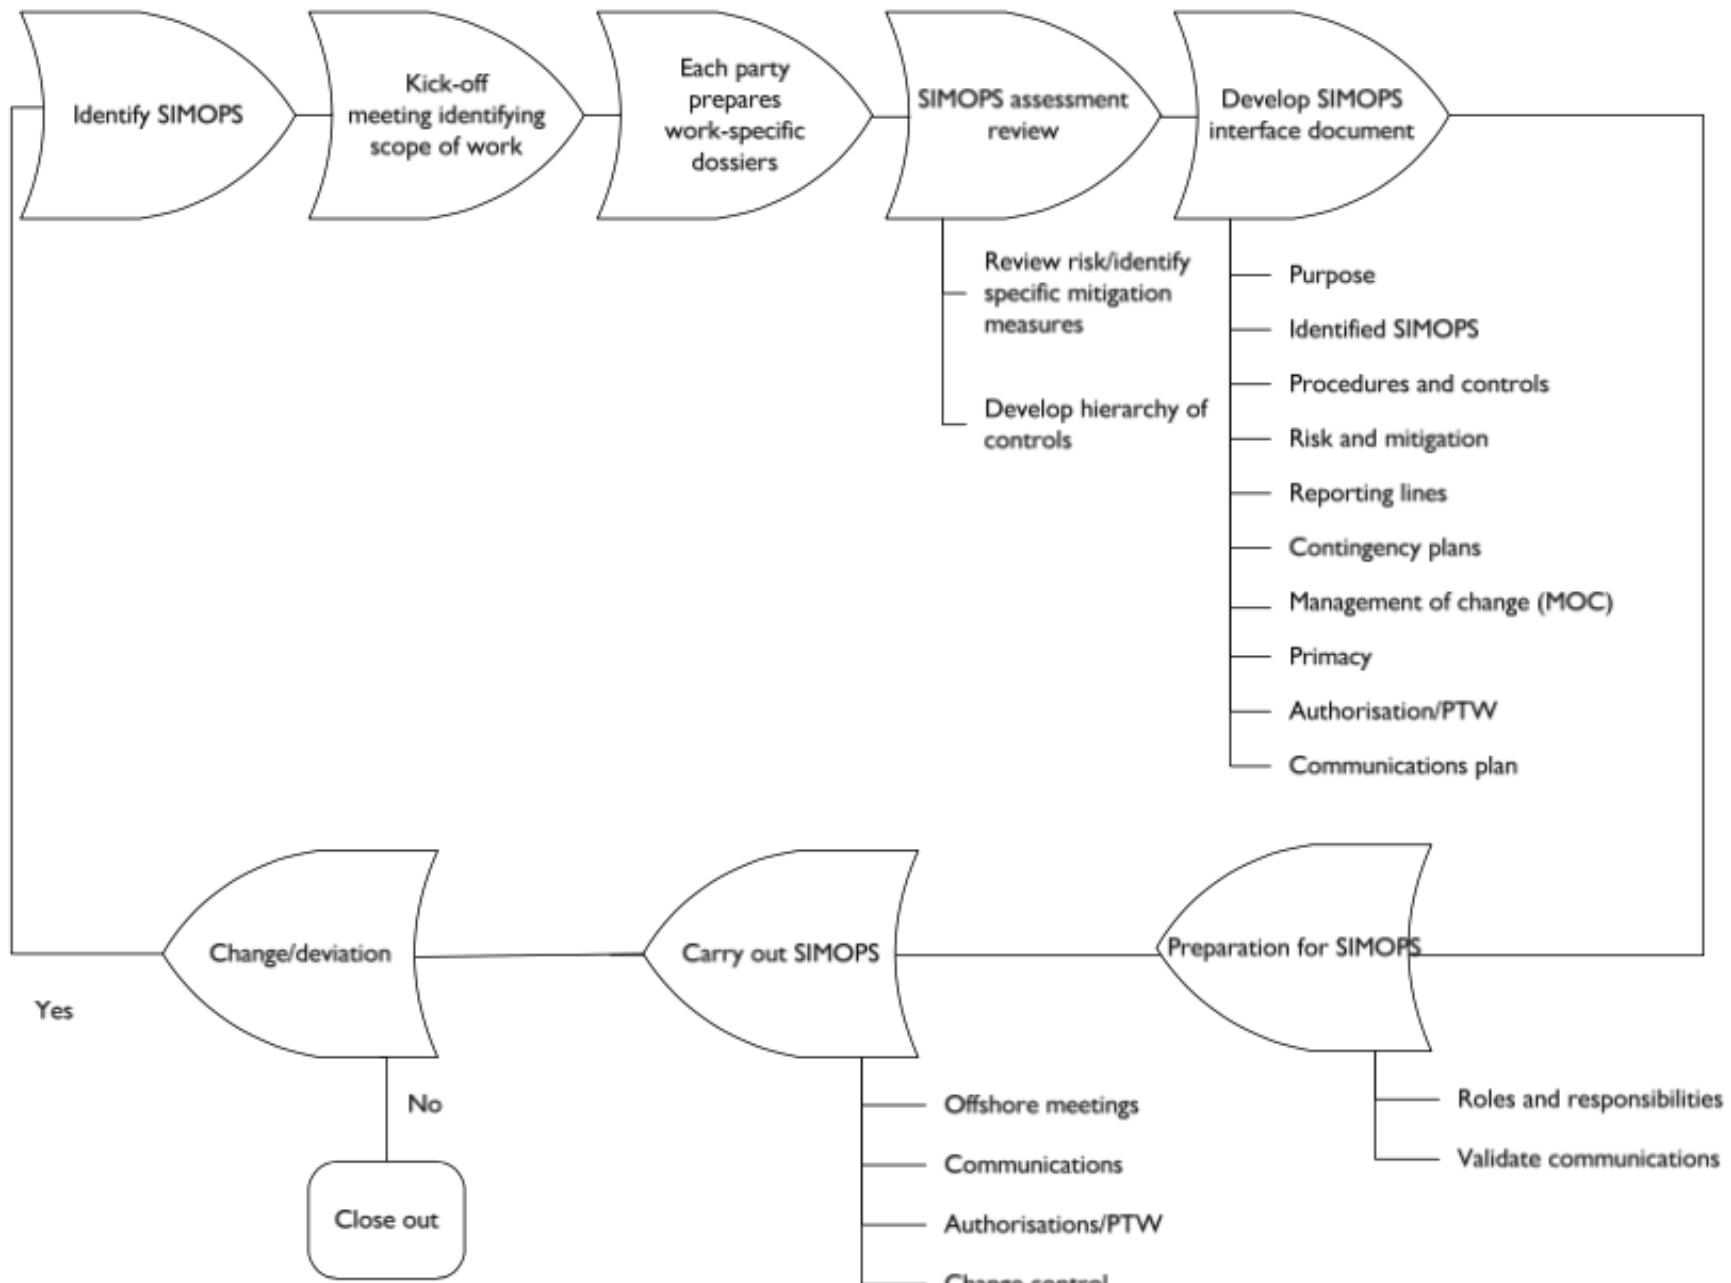 Identify SIMOPS
Kick-off
meeting identifying
scope of work
Each party
prepares
work-specific
dossiers
SIMOPS assessment
review
Develop SIMOPS
interface document
Review risk/identify
specific mitigation
measures
Develop hierarchy of
controls
Purpose
Identified SIMOPS
Procedures and controls
Risk and mitigation
Reporting lines
Contingency plans
Management of change (MOC)
Primacy
Authorisation/PTW
Communications plan
Preparation for SIMOPS
Roles and responsibilities
Validate communications
Carry out SIMOPS
Offshore meetings
Communications
Authorisations/PTW
Change control
Change/deviation
Yes
No
Close out